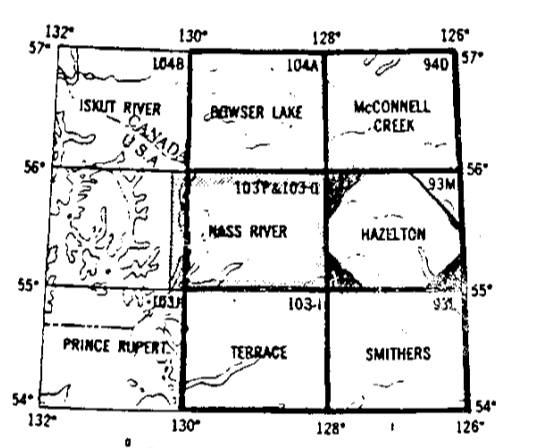 132° 130° 128° 126°
57° 57°
104B 104A 94D
ISKUT RIVER BOWSER LAKE McCONNELL
CREEK
CANADA
U.S.A
56° 56°
103P&103-O 93M
NASS RIVER HAZELTON
55° 55°
103J 103-I 93L
PRINCE RUPERT TERRACE SMITHERS
54° 54°
132° 130° 128° 126°